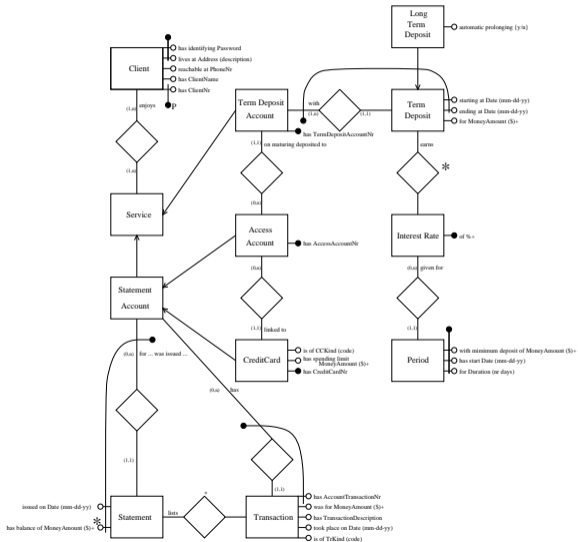 Long
Term
Deposit
automatic prolonging {y/n}
Client
has identifying Password
lives at Address (description)
reachable at PhoneNr
has ClientName
has ClientNr
P
(1,n)
enjoys
(1,n)
Service
Term Deposit
Account
with
(1,n)
(1,1)
has TermDepositAccountNr
Term
Deposit
starting at Date (mm-dd-yy)
ending at Date (mm-dd-yy)
for MoneyAmount ($)+
(1,1)
on maturing deposited to
(0,n)
earns
*
Access
Account
has AccessAccountNr
Interest Rate
of %+
Statement
Account
(0,n)
(1,1)
linked to
(0,n)
given for
(1,1)
CreditCard
is of CCKind (code)
has spending limit
MoneyAmount ($)+
has CreditCardNr
Period
with mimimum deposit of MoneyAmount ($)+
has start Date (mm-dd-yy)
for Duration (nr days)
(0,n)
for ... was issued ...
(0,n)
has
(1,1)
(1,1)
issued on Date (mm-dd-yy)
*
has balance of MoneyAmount ($)+
Statement
lists
+
Transaction
has AccountTransactionNr
was for MoneyAmount ($)+
has TransactionDescription
took place on Date (mm-dd-yy)
is of TrKind (code)